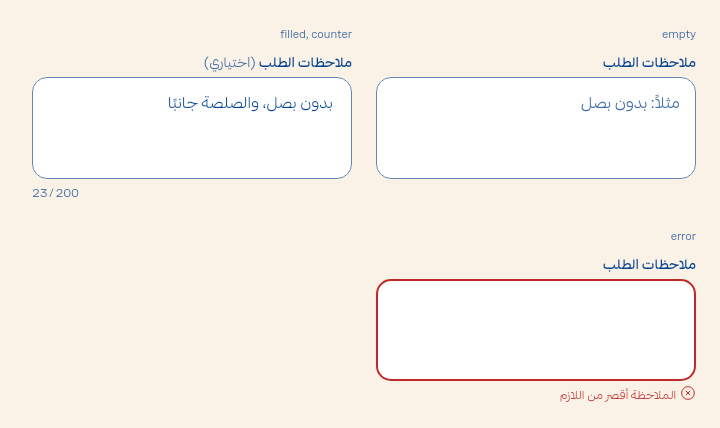 empty
ملاحظات الطلب
مثلاً: بدون بصل
filled, counter
ملاحظات الطلب (اختياري)
بدون بصل، والصلصة جانبًا
23 / 200
error
ملاحظات الطلب
الملاحظة أقصر من اللازم